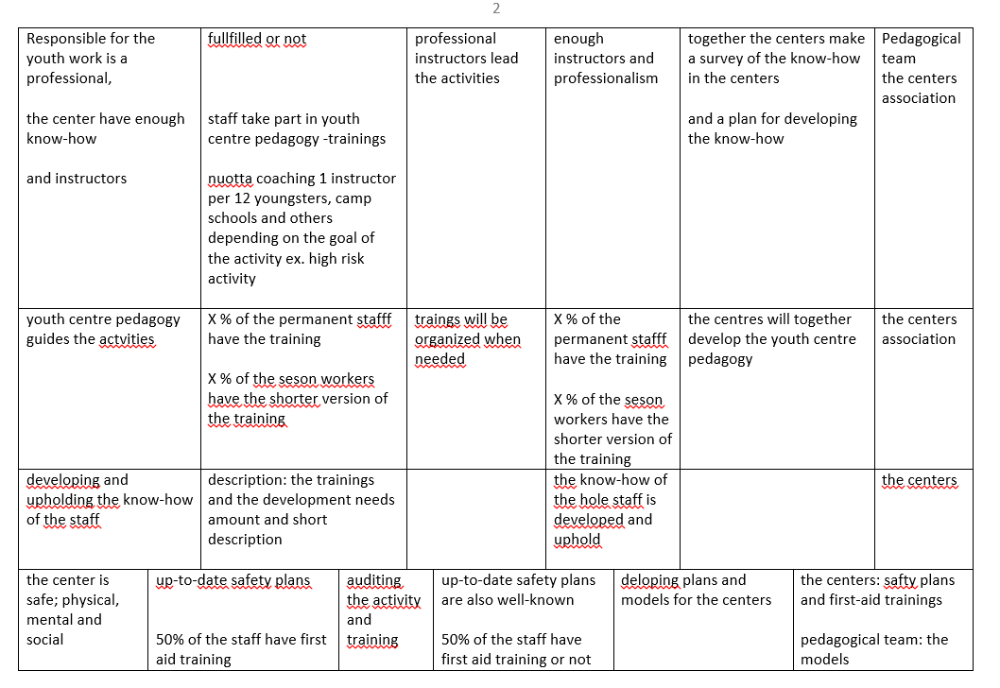 2
Responsible for the
youth work is a
professional,
the center have enough
know-how
and instructors
fullfilled or not
staff take part in youth
centre pedagogy -trainings
nuotta coaching 1 instructor
per 12 youngsters, camp
schools and others
depending on the goal of
the activity ex. high risk
activity
professional
instructors lead
the activities
enough
instructors and
professionalism
together the centers make
a survey of the know-how
in the centers
and a plan for developing
the know-how
Pedagogical
team
the centers
association
youth centre pedagogy
guides the actvities
X % of the permanent stafff
have the training
X % of the seson workers
have the shorter version of
the training
traings will be
organized when
needed
X % of the
permanent stafff
have the training
X % of the seson
workers have the
shorter version of
the training
the centres will together
develop the youth centre
pedagogy
the centers
association
developing and
upholding the know-how
of the staff
description: the trainings
and the development needs
amount and short
description
the know-how of
the hole staff is
developed and
uphold
the centers
the center is
safe; physical,
mental and
social
up-to-date safety plans
50% of the staff have first
aid training
auditing
the activity
and
training
up-to-date safety plans
are also well-known
50% of the staff have
first aid training or not
deloping plans and
models for the centers
the centers: safty plans
and first-aid trainings
pedagogical team: the
models